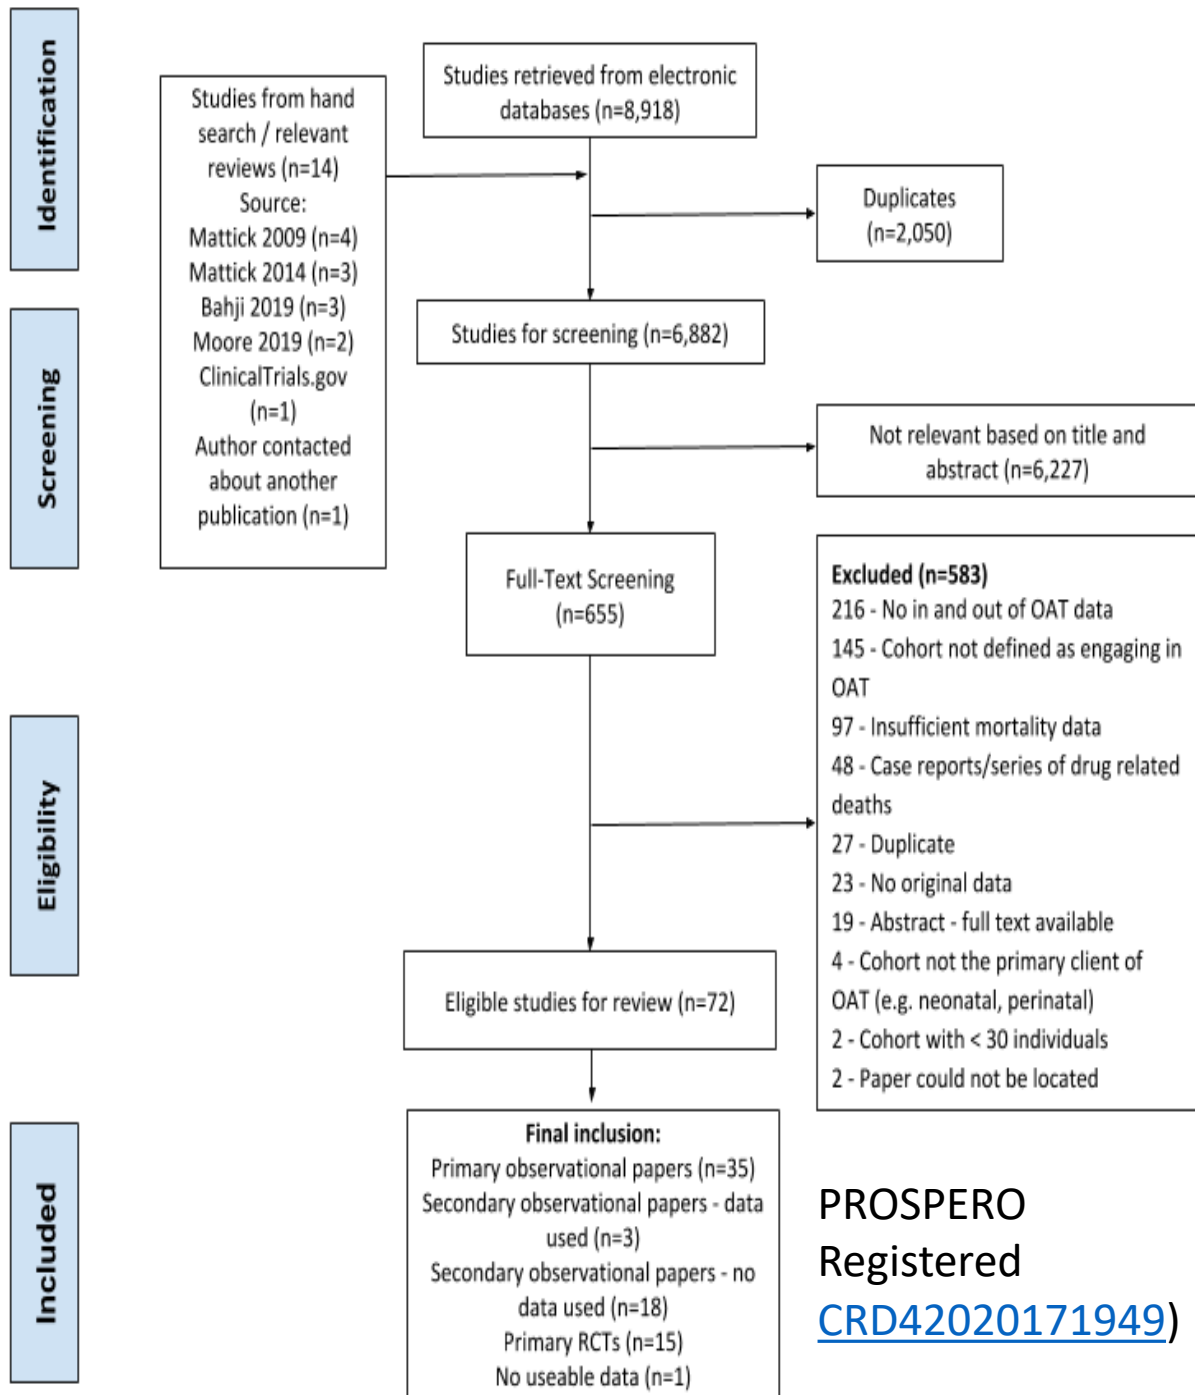 Identification
Studies retrieved from electronic
databases (n=8,918)
Studies from hand
search / relevant
reviews (n=14)
Source:
Mattick 2009 (n=4)
Mattick 2014 (n=3)
Bahji 2019 (n=3)
Moore 2019 (n=2)
ClinicalTrials.gov
(n=1)
Author contacted
about another
publication (n=1)
Duplicates
(n=2,050)
Screening
Studies for screening (n=6,882)
Not relevant based on title and
abstract (n=6,227)
Full-Text Screening
(n=655)
Eligibility
Excluded (n=583)
216 - No in and out of OAT data
145 - Cohort not defined as engaging in
OAT
97 - Insufficient mortality data
48 - Case reports/series of drug related
deaths
27 - Duplicate
23 - No original data
19 - Abstract - full text available
4 - Cohort not the primary client of
OAT (e.g. neonatal, perinatal)
2 - Cohort with < 30 individuals
2 - Paper could not be located
Eligible studies for review (n=72)
Included
Final inclusion:
Primary observational papers (n=35)
Secondary observational papers - data
used (n=3)
Secondary observational papers - no
data used (n=18)
Primary RCTs (n=15)
No useable data (n=1)
PROSPERO
Registered
CRD42020171949)